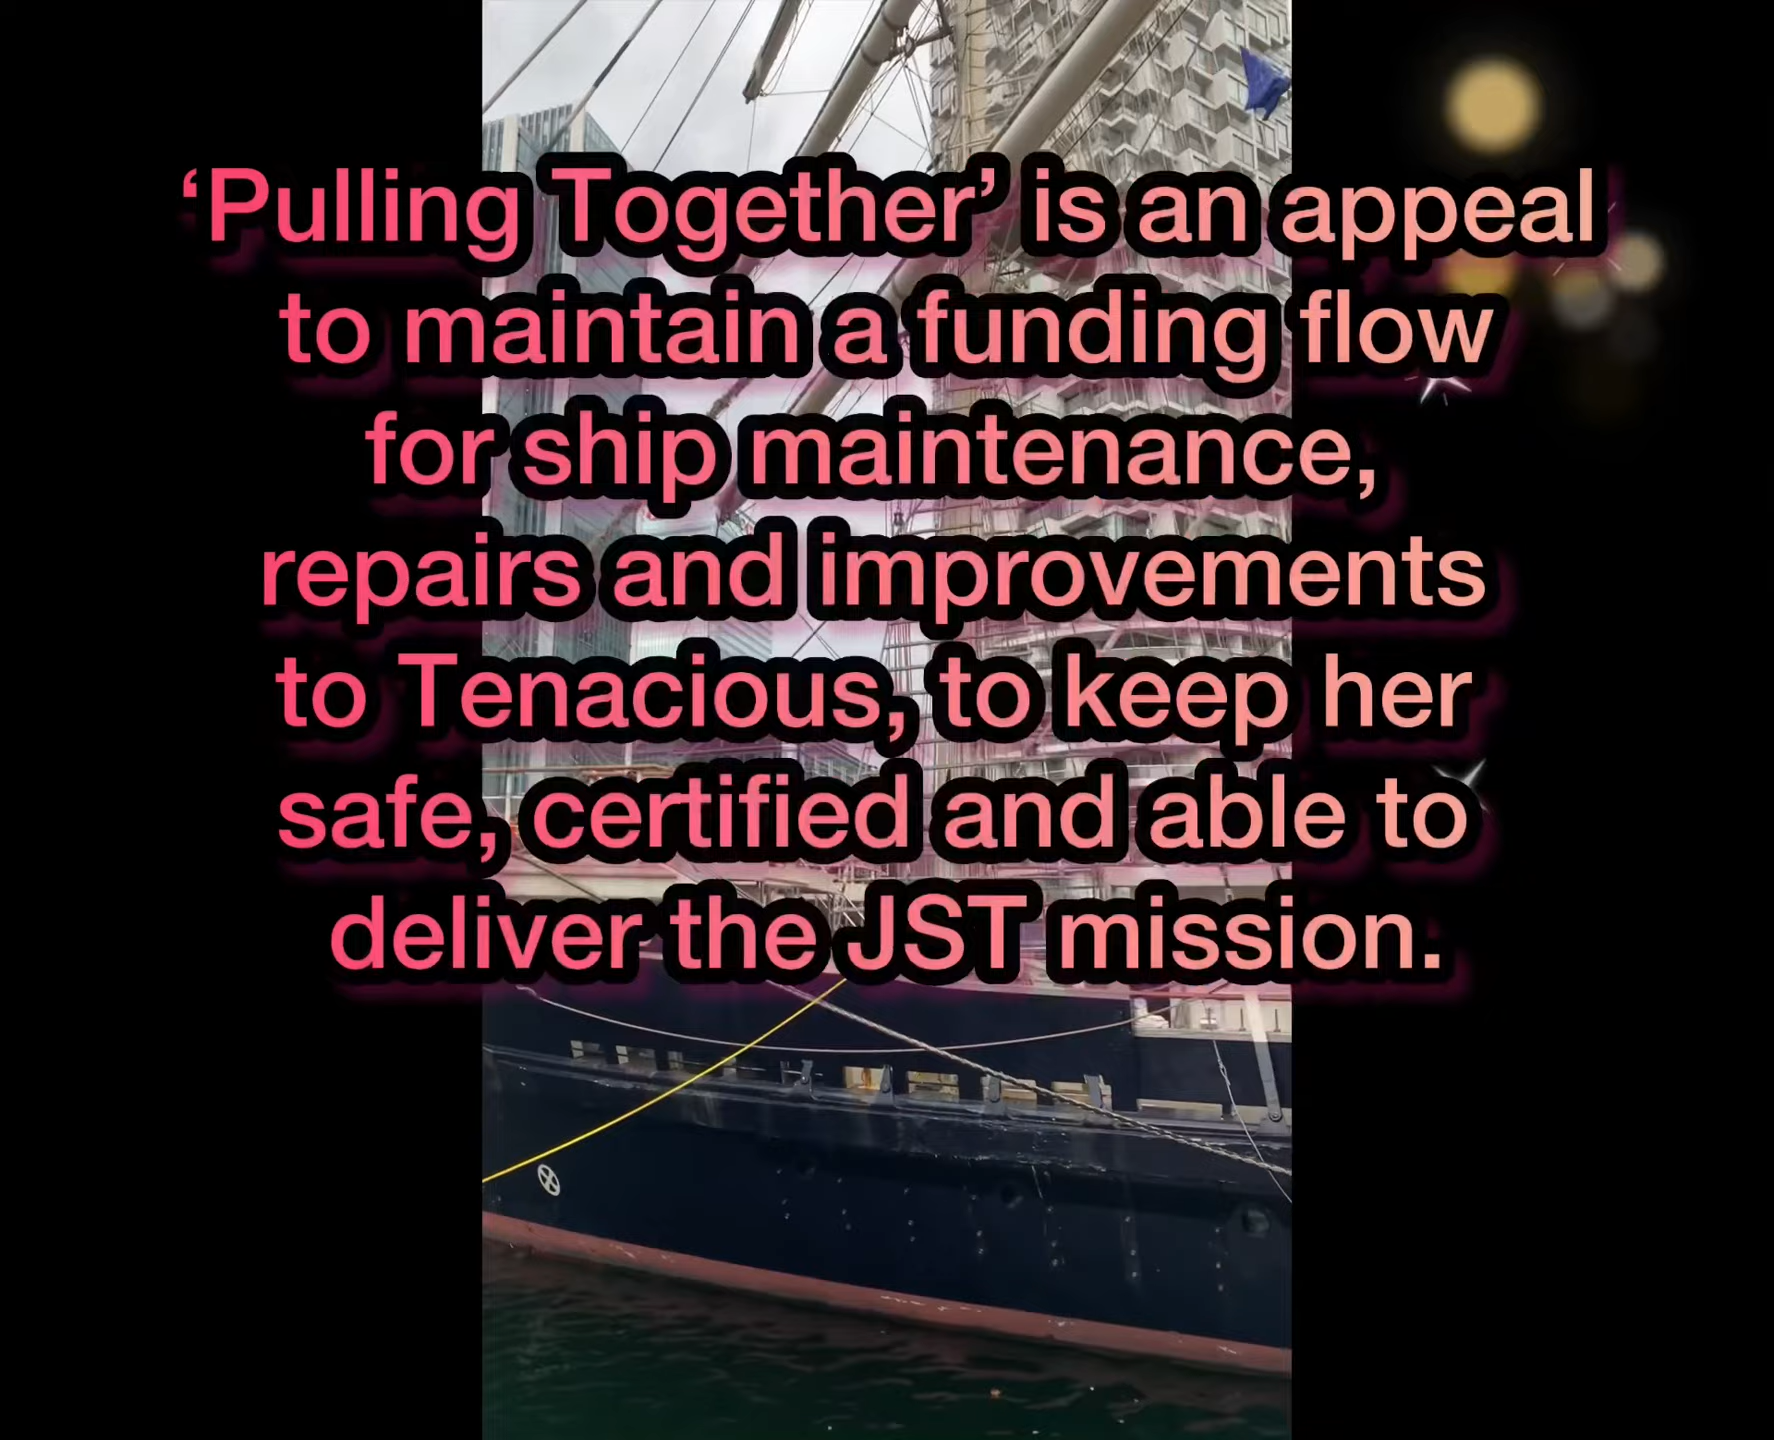 ‘Pulling Together’ is an appeal
to maintain a funding flow
for ship maintenance,
repairs and improvements
to Tenacious, to keep her
safe, certified and able to
deliver the JST mission.